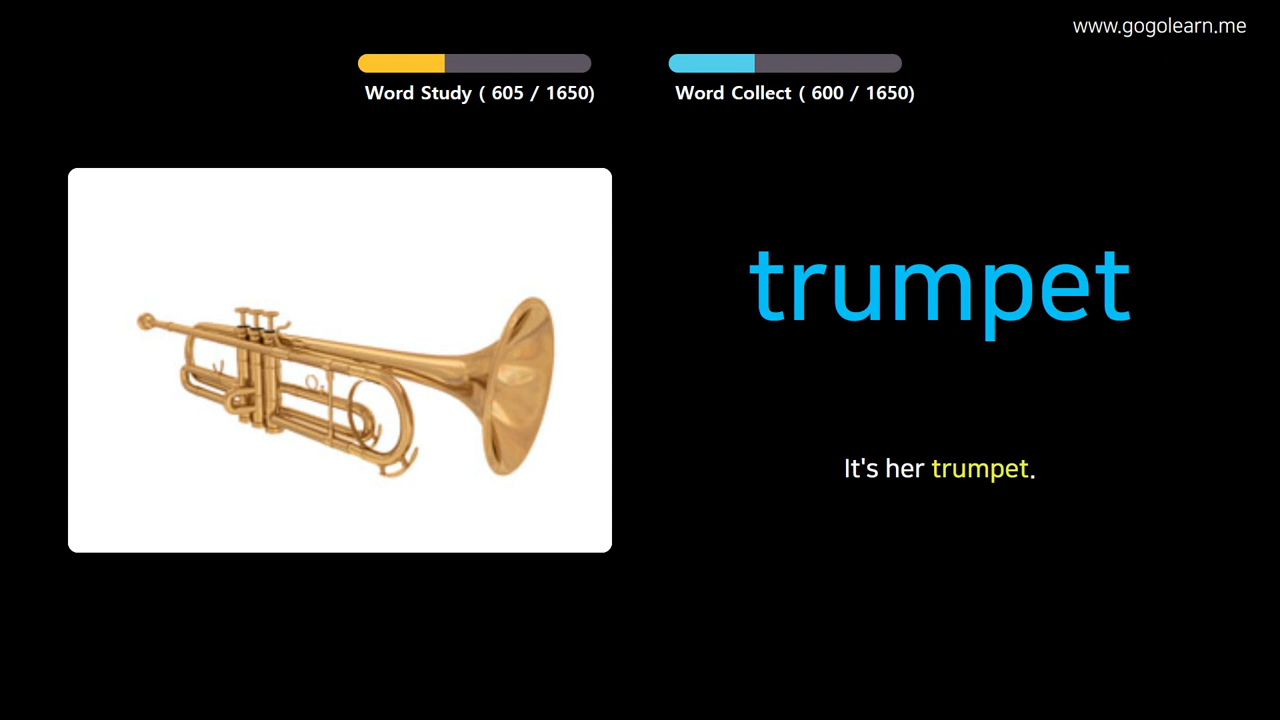 www.gogolearn.me
Word Study ( 605 / 1650)
Word Collect ( 600 / 1650)
trumpet
It's her trumpet.